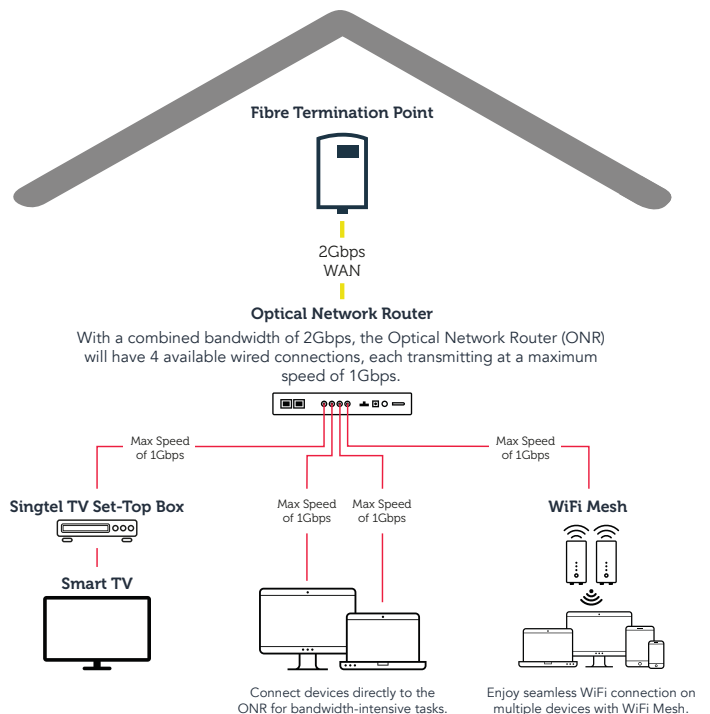 Fibre Termination Point
2Gbps
WAN
Optical Network Router
With a combined bandwidth of 2Gbps, the Optical Network Router (ONR)
will have 4 available wired connections, each transmitting at a maximum
speed of 1Gbps.
Max Speed
of 1Gbps
Max Speed
of 1Gbps
Singtel TV Set-Top Box
Max Speed
of 1Gbps
Max Speed
of 1Gbps
WiFi Mesh
Smart TV
Connect devices directly to the
ONR for bandwidth-intensive tasks.
Enjoy seamless WiFi connection on
multiple devices with WiFi Mesh.